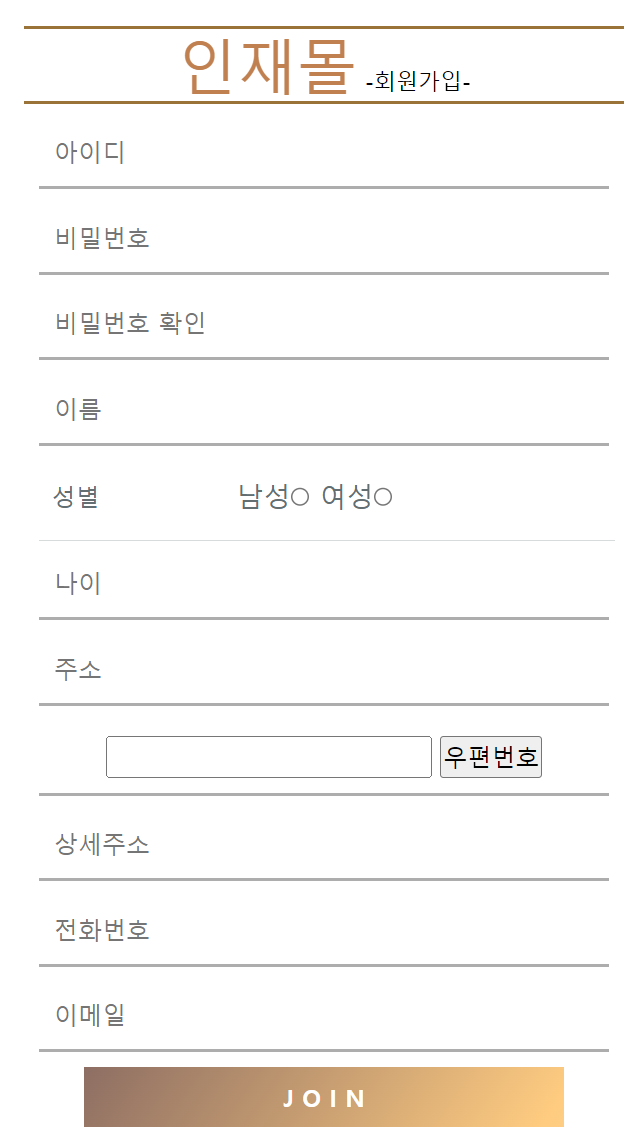 인재몰 -회원가입-
아이디
비밀번호
비밀번호 확인
이름
성별 남성 여성
나이
주소
우편번호
상세주소
전화번호
이메일
JOIN